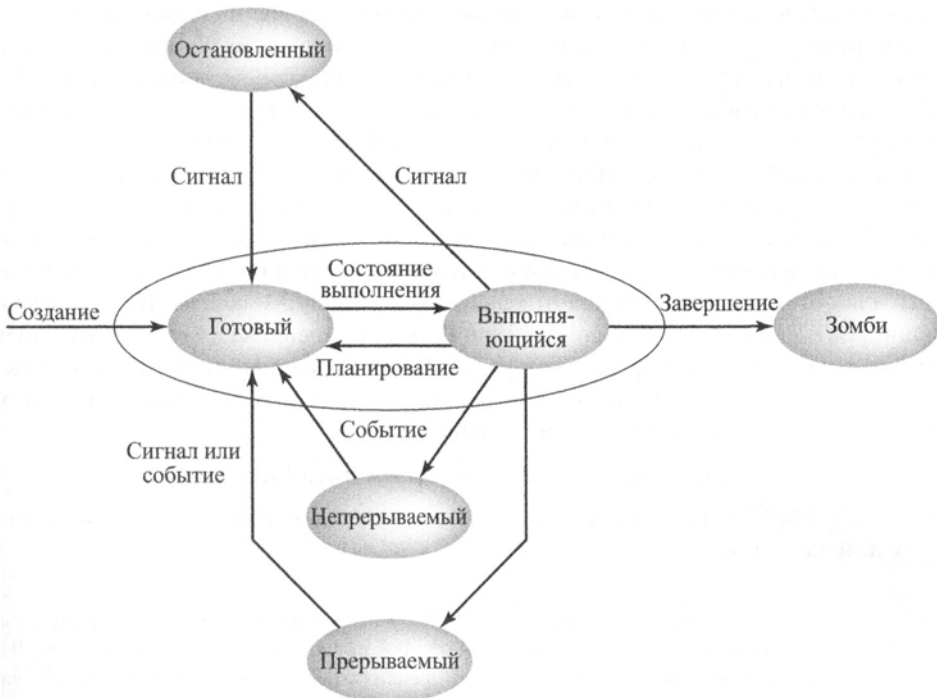 Остановленный
Сигнал
Сигнал
Состояние
выполнения
Создание
Готовый
Выполня-
ющийся
Завершение
Зомби
Планирование
Событие
Сигнал или
событие
Непрерываемый
Прерываемый